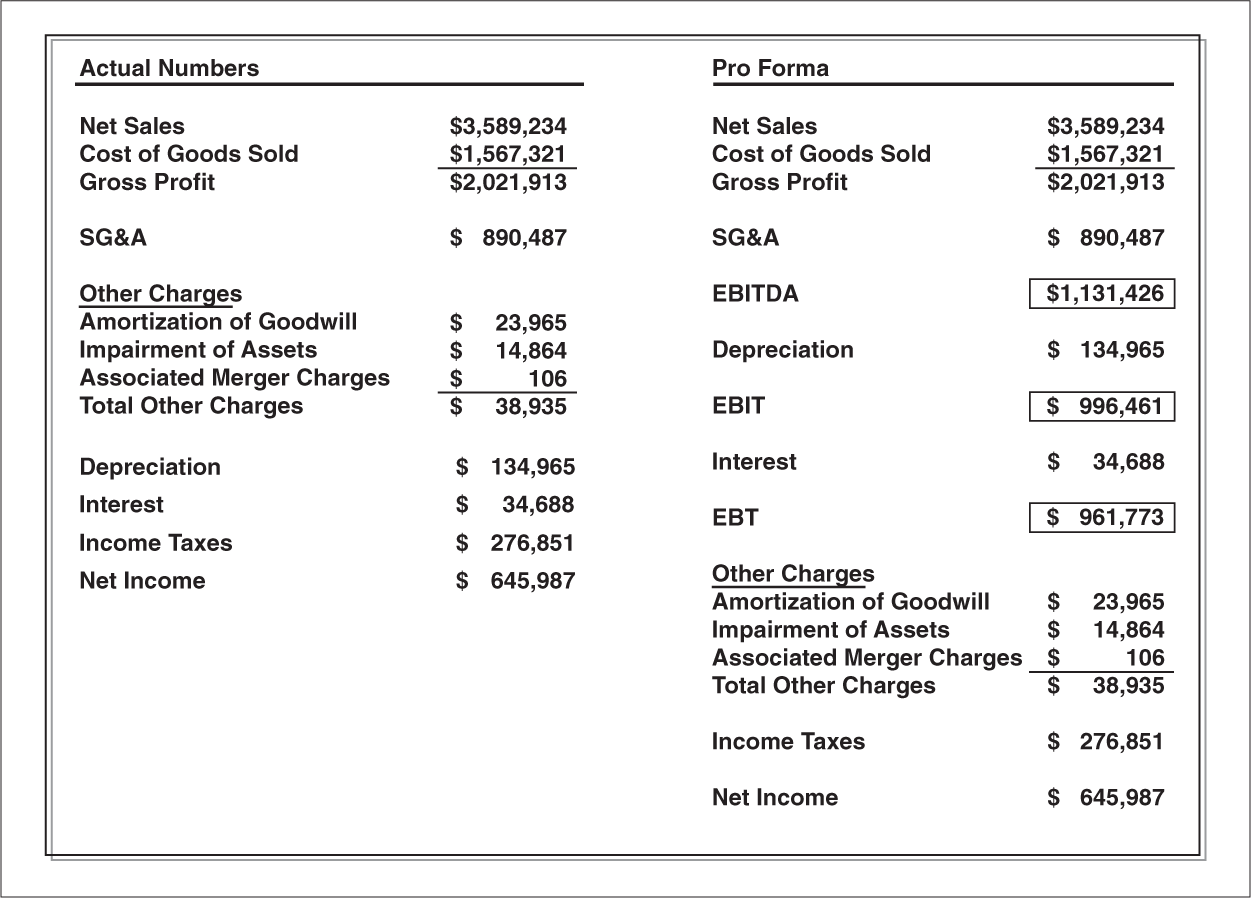 Actual Numbers
Net Sales $3,589,234
Cost of Goods Sold $1,567,321
Gross Profit $2,021,913
SG&A $ 890,487
Other Charges
Amortization of Goodwill $ 23,965
Impairment of Assets $ 14,864
Associated Merger Charges $ 106
Total Other Charges $ 38,935
Depreciation $ 134,965
Interest $ 34,688
Income Taxes $ 276,851
Net Income $ 645,987
Pro Forma
Net Sales $3,589,234
Cost of Goods Sold $1,567,321
Gross Profit $2,021,913
SG&A $ 890,487
EBITDA $1,131,426
Depreciation $ 134,965
EBIT $ 996,461
Interest $ 34,688
EBT $ 961,773
Other Charges
Amortization of Goodwill $ 23,965
Impairment of Assets $ 14,864
Associated Merger Charges $ 106
Total Other Charges $ 38,935
Income Taxes $ 276,851
Net Income $ 645,987